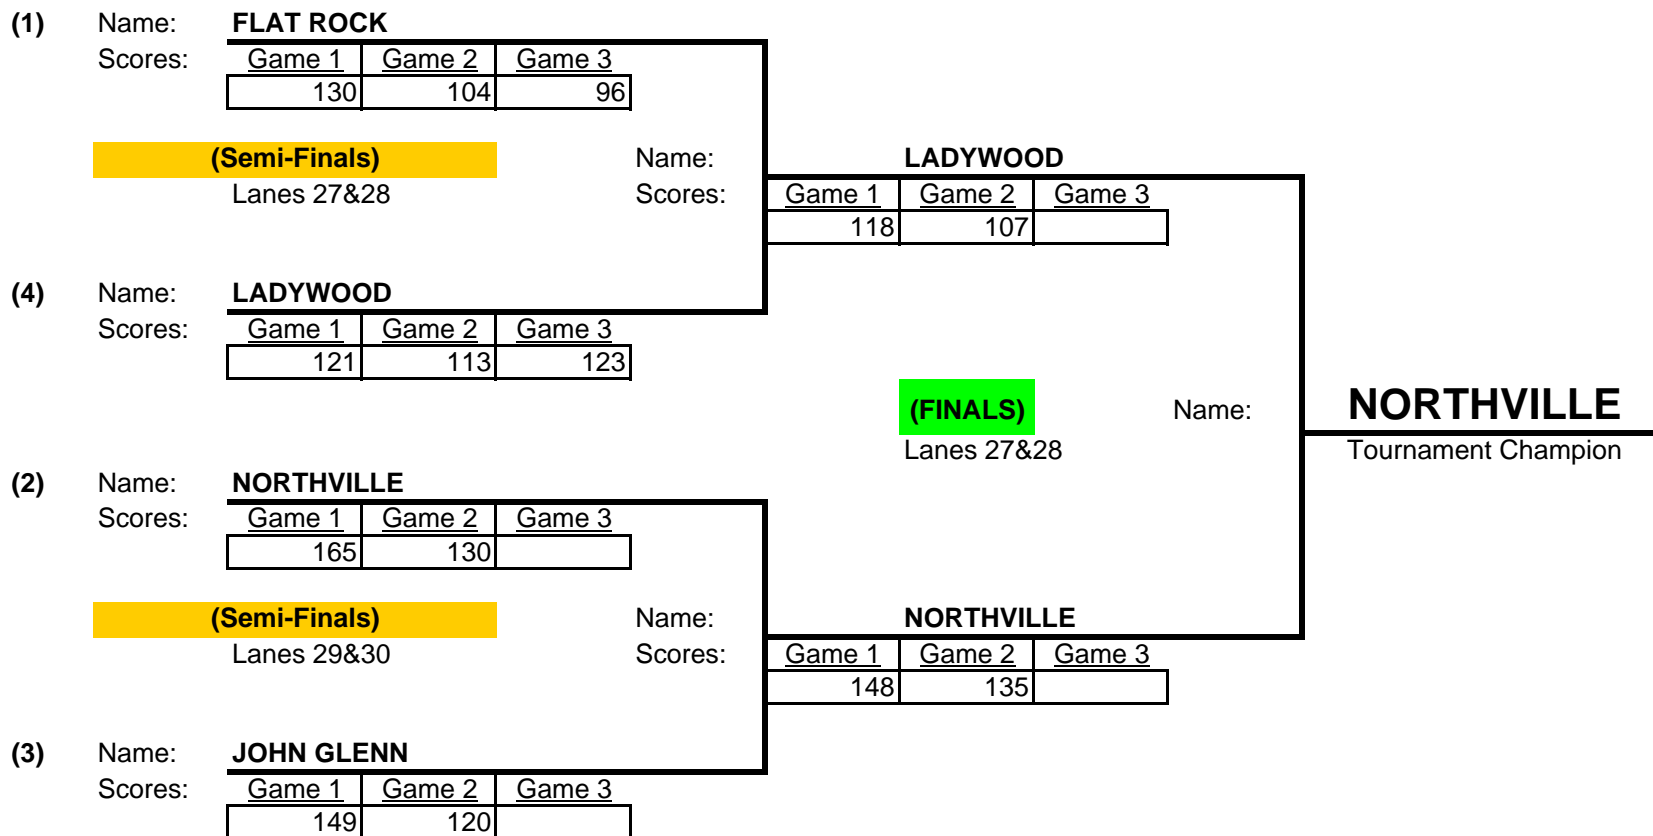 (1) Name: FLAT ROCK
Scores: Game 1 Game 2 Game 3
130 104 96
(Semi-Finals) Name: LADYWOOD
Lanes 27&28 Scores: Game 1 Game 2 Game 3
118 107
(4) Name: LADYWOOD
Scores: Game 1 Game 2 Game 3
121 113 123
(FINALS) Name: NORTHVILLE
Lanes 27&28 Tournament Champion
(2) Name: NORTHVILLE
Scores: Game 1 Game 2 Game 3
165 130
(Semi-Finals) Name: NORTHVILLE
Lanes 29&30 Scores: Game 1 Game 2 Game 3
148 135
(3) Name: JOHN GLENN
Scores: Game 1 Game 2 Game 3
149 120